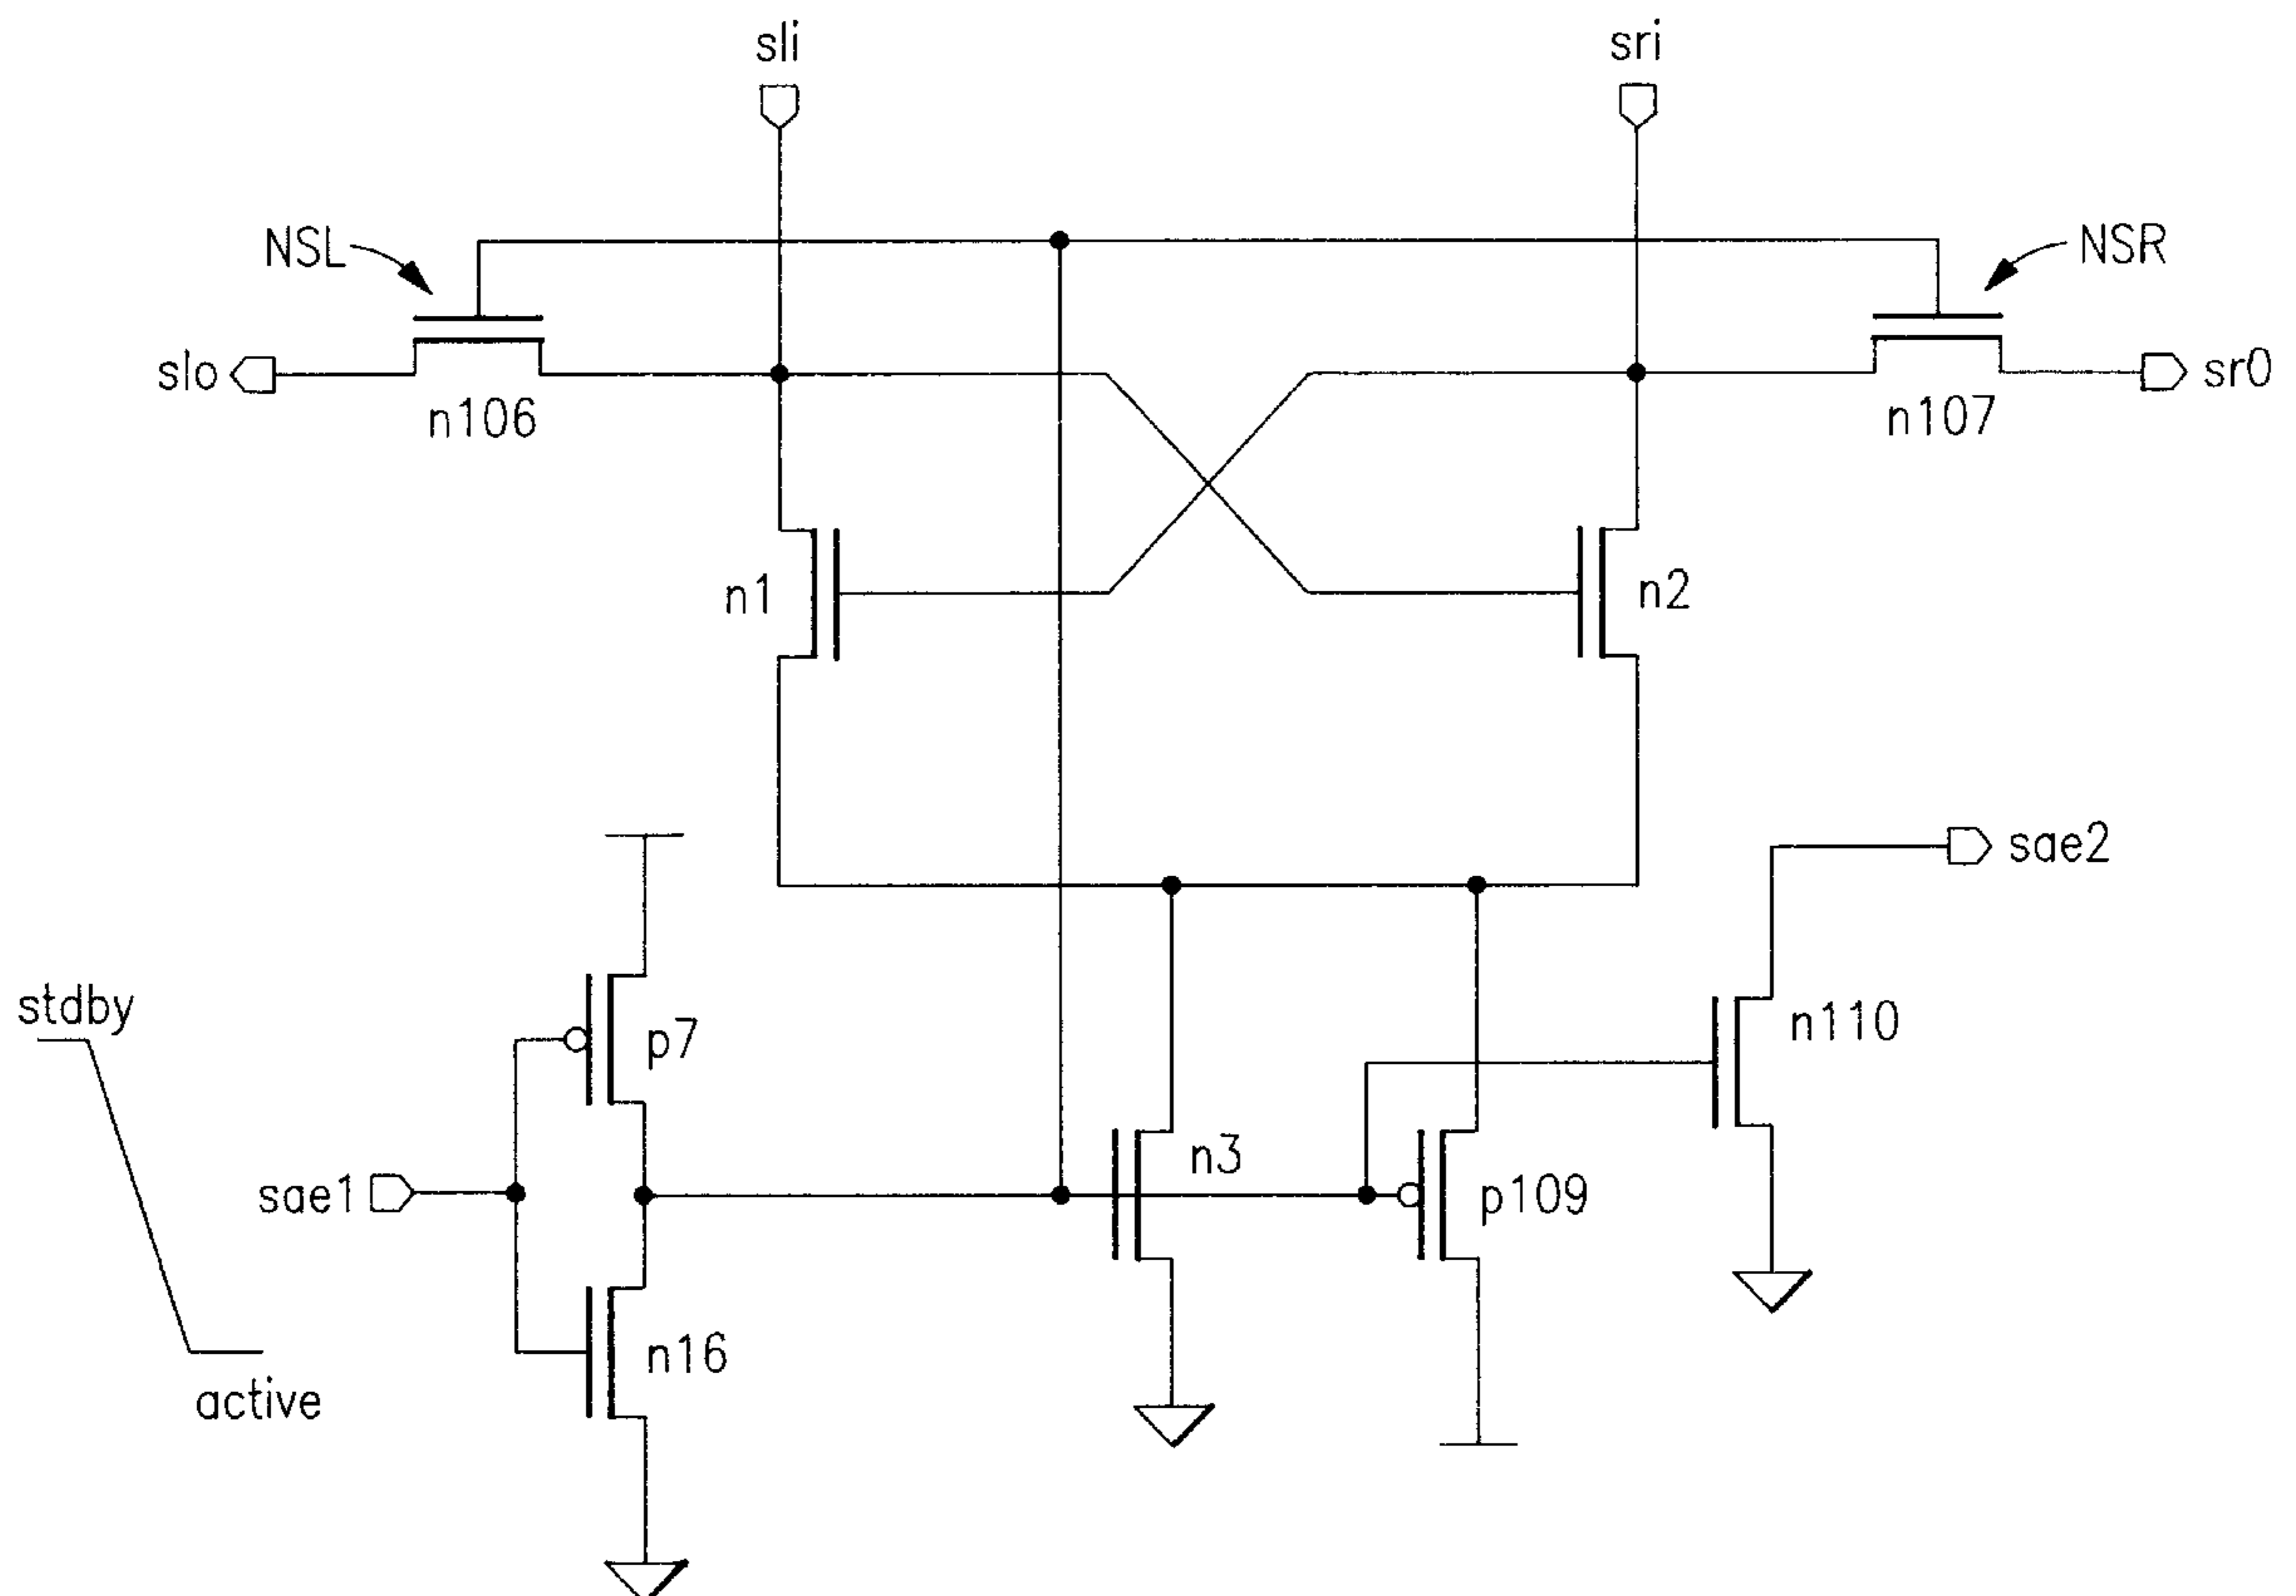 sli
sri
NSL
NSR
slo
sr0
n106
n107
n1
n2
sae2
stdby
p7
n110
n3
sae1
p109
n16
active